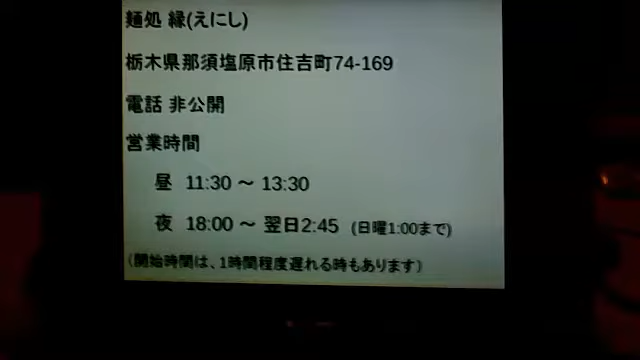 麺処 縁(えにし)
栃木県那須塩原市住吉町74-169
電話 非公開
営業時間
昼 11:30 ～ 13:30
夜 18:00 ～ 翌日2:45 (日曜1:00まで)
（開始時間は、1時間程度遅れる時もあります）